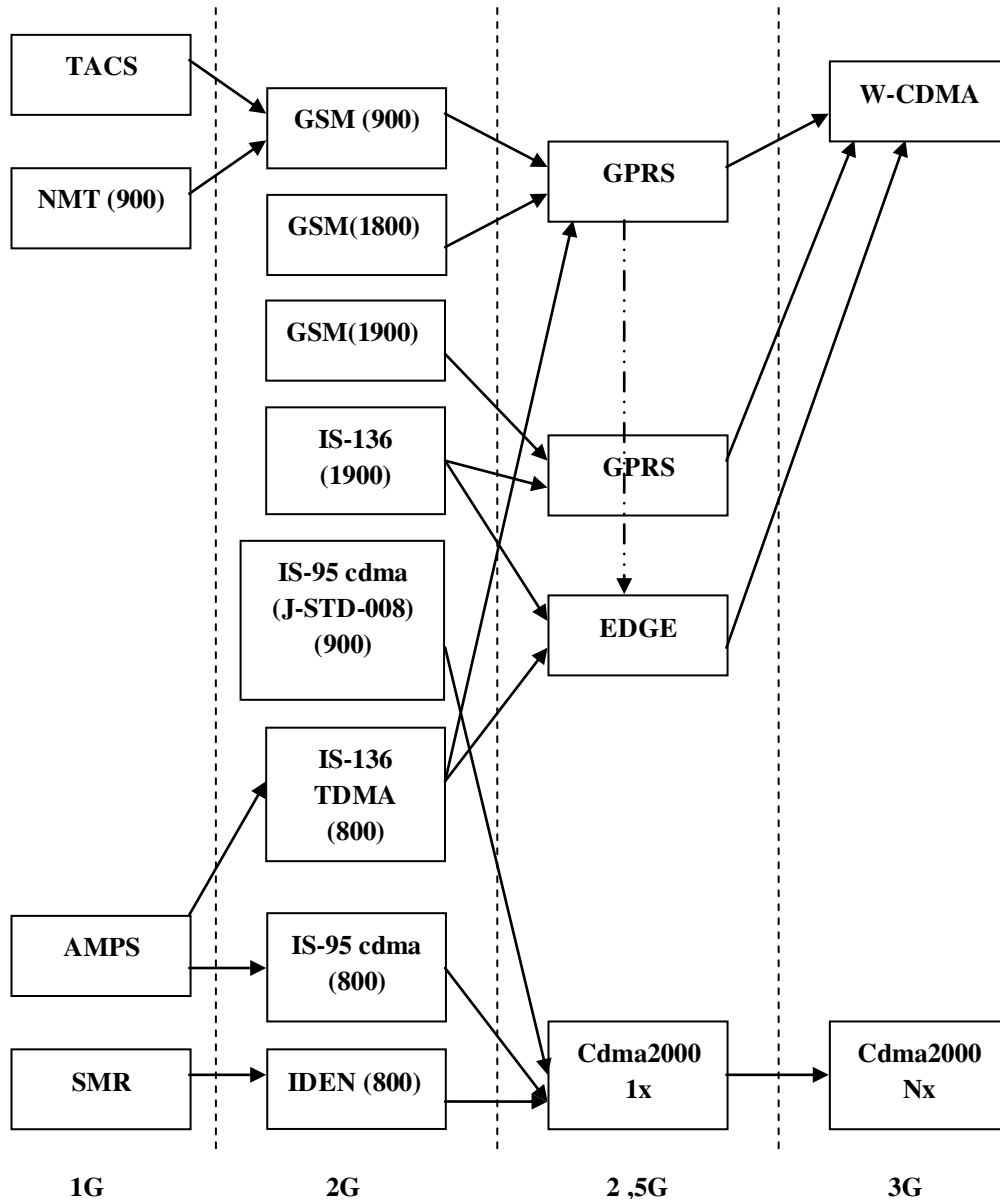 TACS
NMT (900)
AMPS
SMR
GSM (900)
GSM(1800)
GSM(1900)
IS-136
(1900)
IS-95 cdma
(J-STD-008)
(900)
IS-136
TDMA
(800)
IS-95 cdma
(800)
IDEN (800)
GPRS
GPRS
EDGE
Cdma2000
1x
W-CDMA
Cdma2000
Nx
1G
2G
2 ,5G
3G